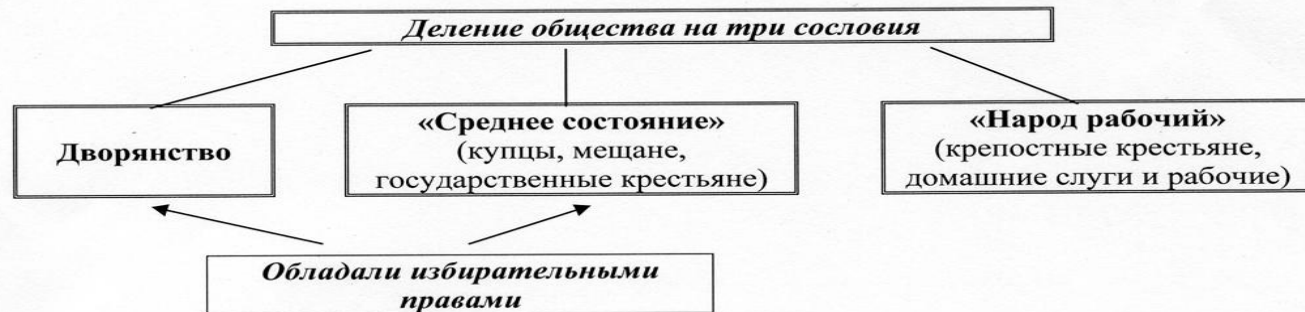 Деление общества на три сословия
Дворянство
«Среднее состояние»
(купцы, мещане,
государственные крестьяне)
«Народ рабочий»
(крепостные крестьяне,
домашние слуги и рабочие)
Обладали избирательными
правами